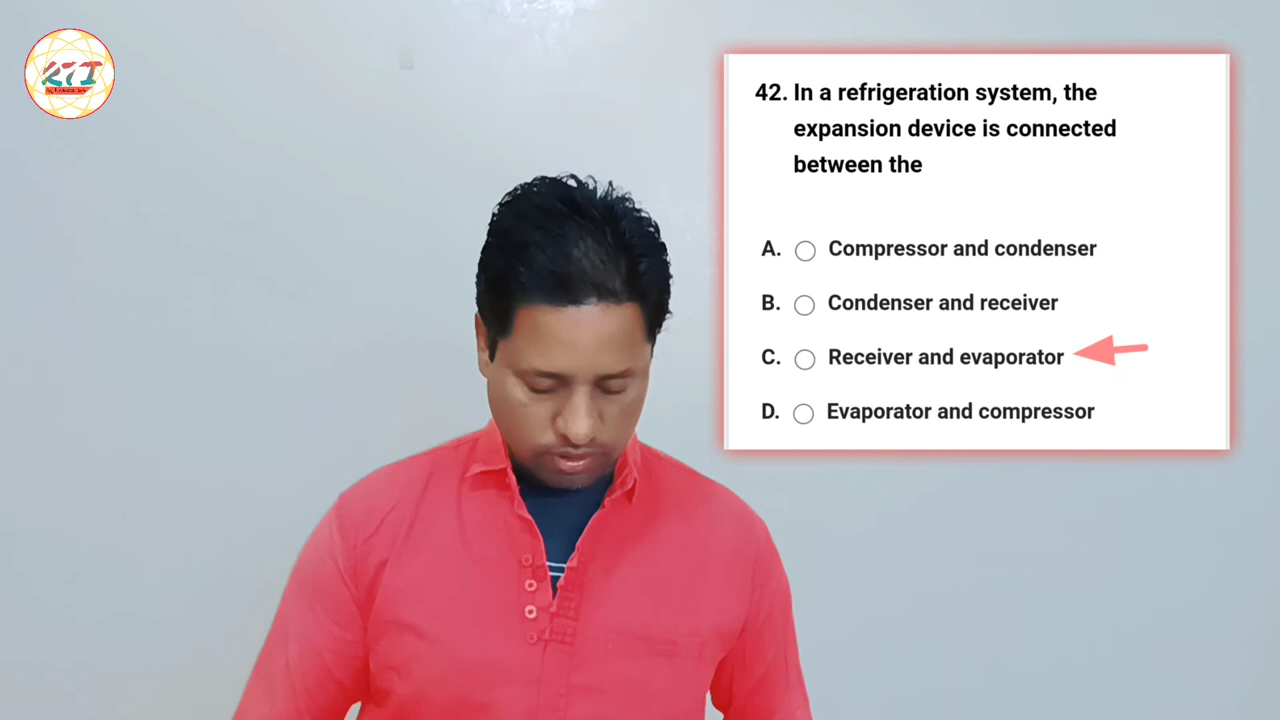 42. In a refrigeration system, the
expansion device is connected
between the
A. Compressor and condenser
B. Condenser and receiver
C. Receiver and evaporator
D. Evaporator and compressor